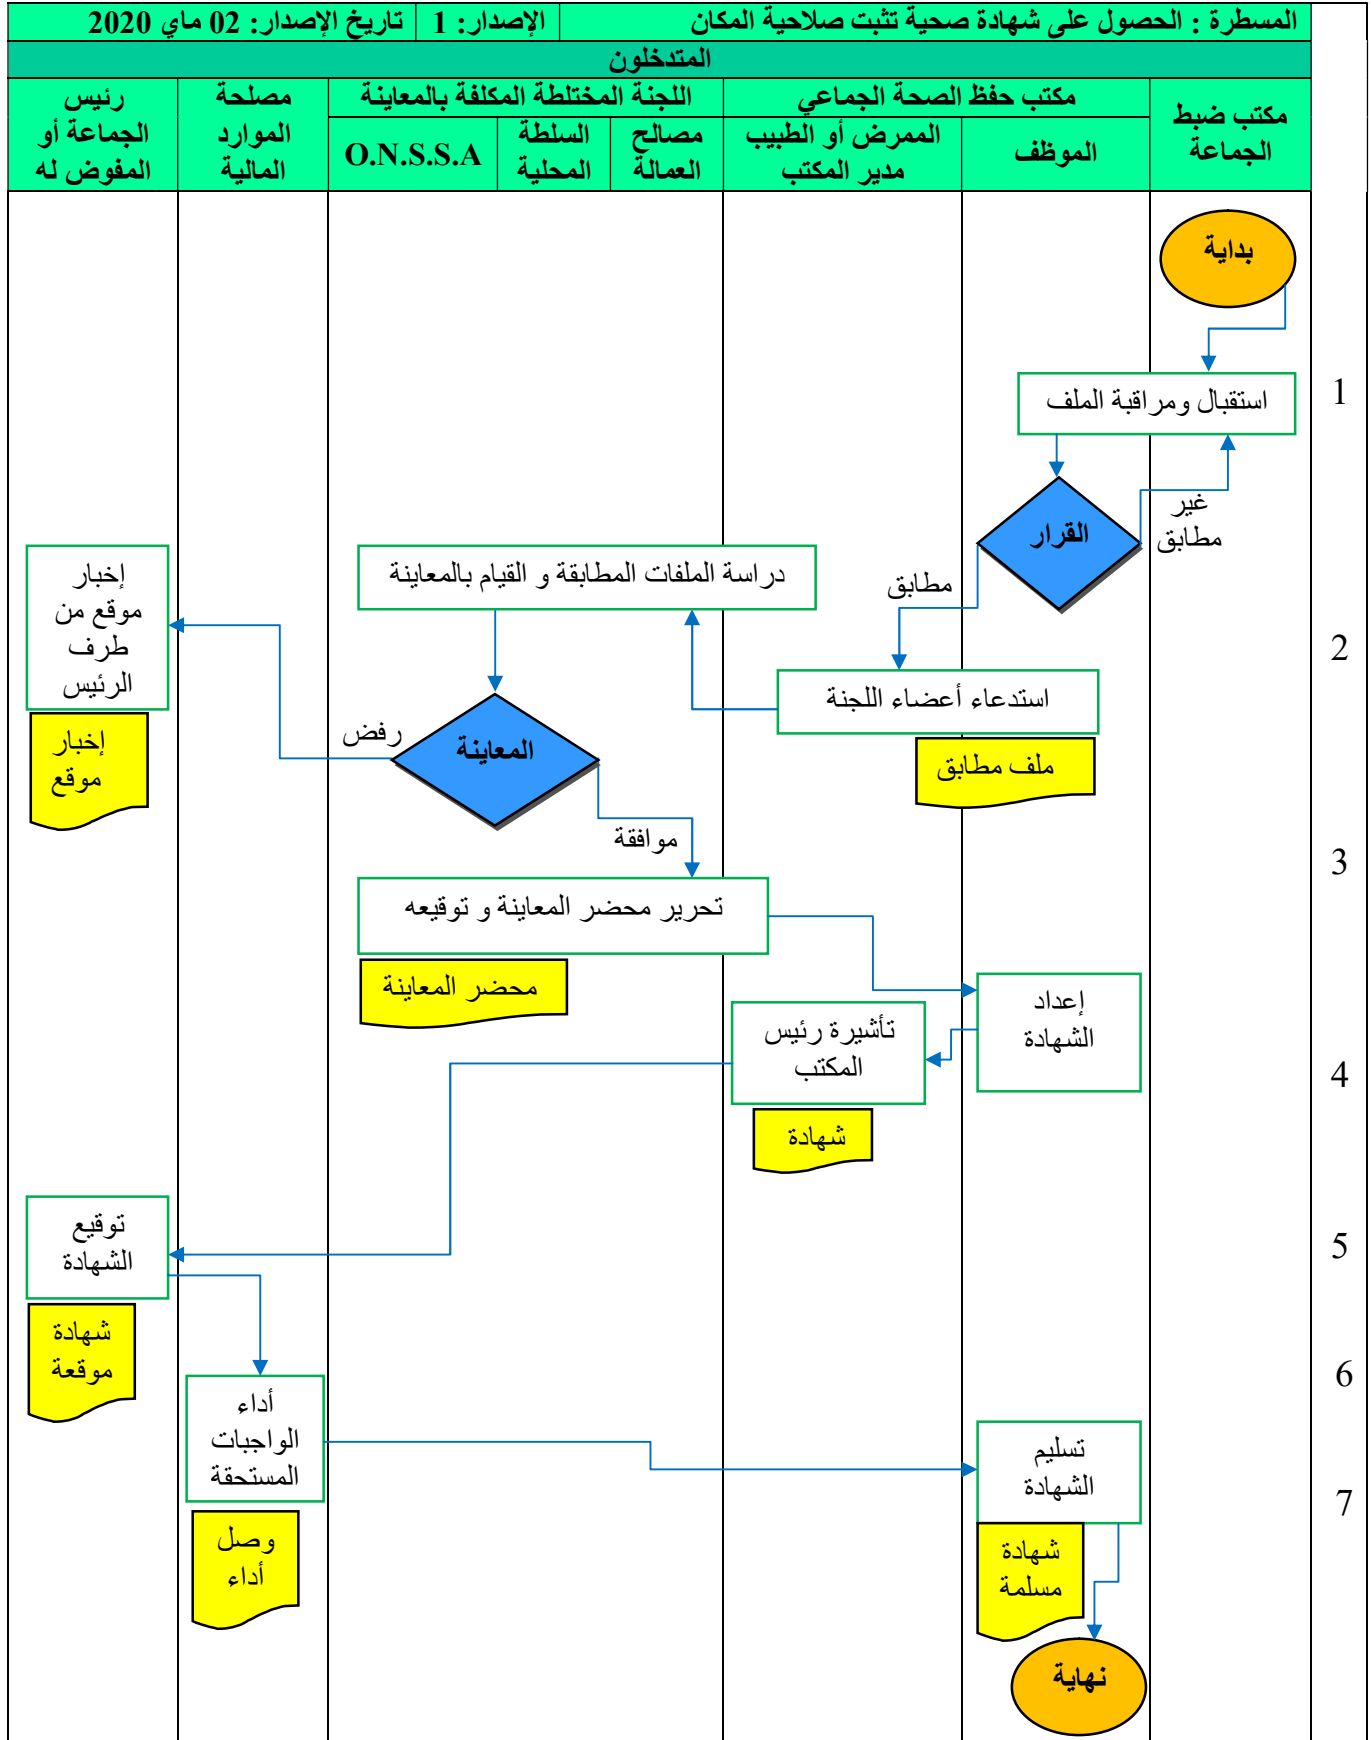 المسطرة : الحصول على شهادة صحية تثبت صلاحية المكان
الإصدار: 1
تاريخ الإصدار: 02 ماي 2020
المتدخلون
مكتب ضبط
الجماعة
مكتب حفظ الصحة الجماعي
الموظف
الممرض أو الطبيب
مدير المكتب
اللجنة المختلطة المكلفة بالمعاينة
مصالح
العمالة
السلطة
المحلية
O.N.S.S.A
مصلحة
الموارد
المالية
رئيس
الجماعة أو
المفوض له
بداية
1
استقبال ومراقبة الملف
القرار
غير
مطابق
مطابق
دراسة الملفات المطابقة و القيام بالمعاينة
إخبار
موقع من
طرف
الرئيس
2
استدعاء أعضاء اللجنة
ملف مطابق
المعاينة
رفض
إخبار
موقع
موافقة
3
تحرير محضر المعاينة و توقيعه
محضر المعاينة
إعداد
الشهادة
تأشيرة رئيس
المكتب
4
شهادة
توقيع
الشهادة
5
شهادة
موقعة
6
أداء
الواجبات
المستحقة
تسليم
الشهادة
7
وصل
أداء
شهادة
مسلمة
نهاية